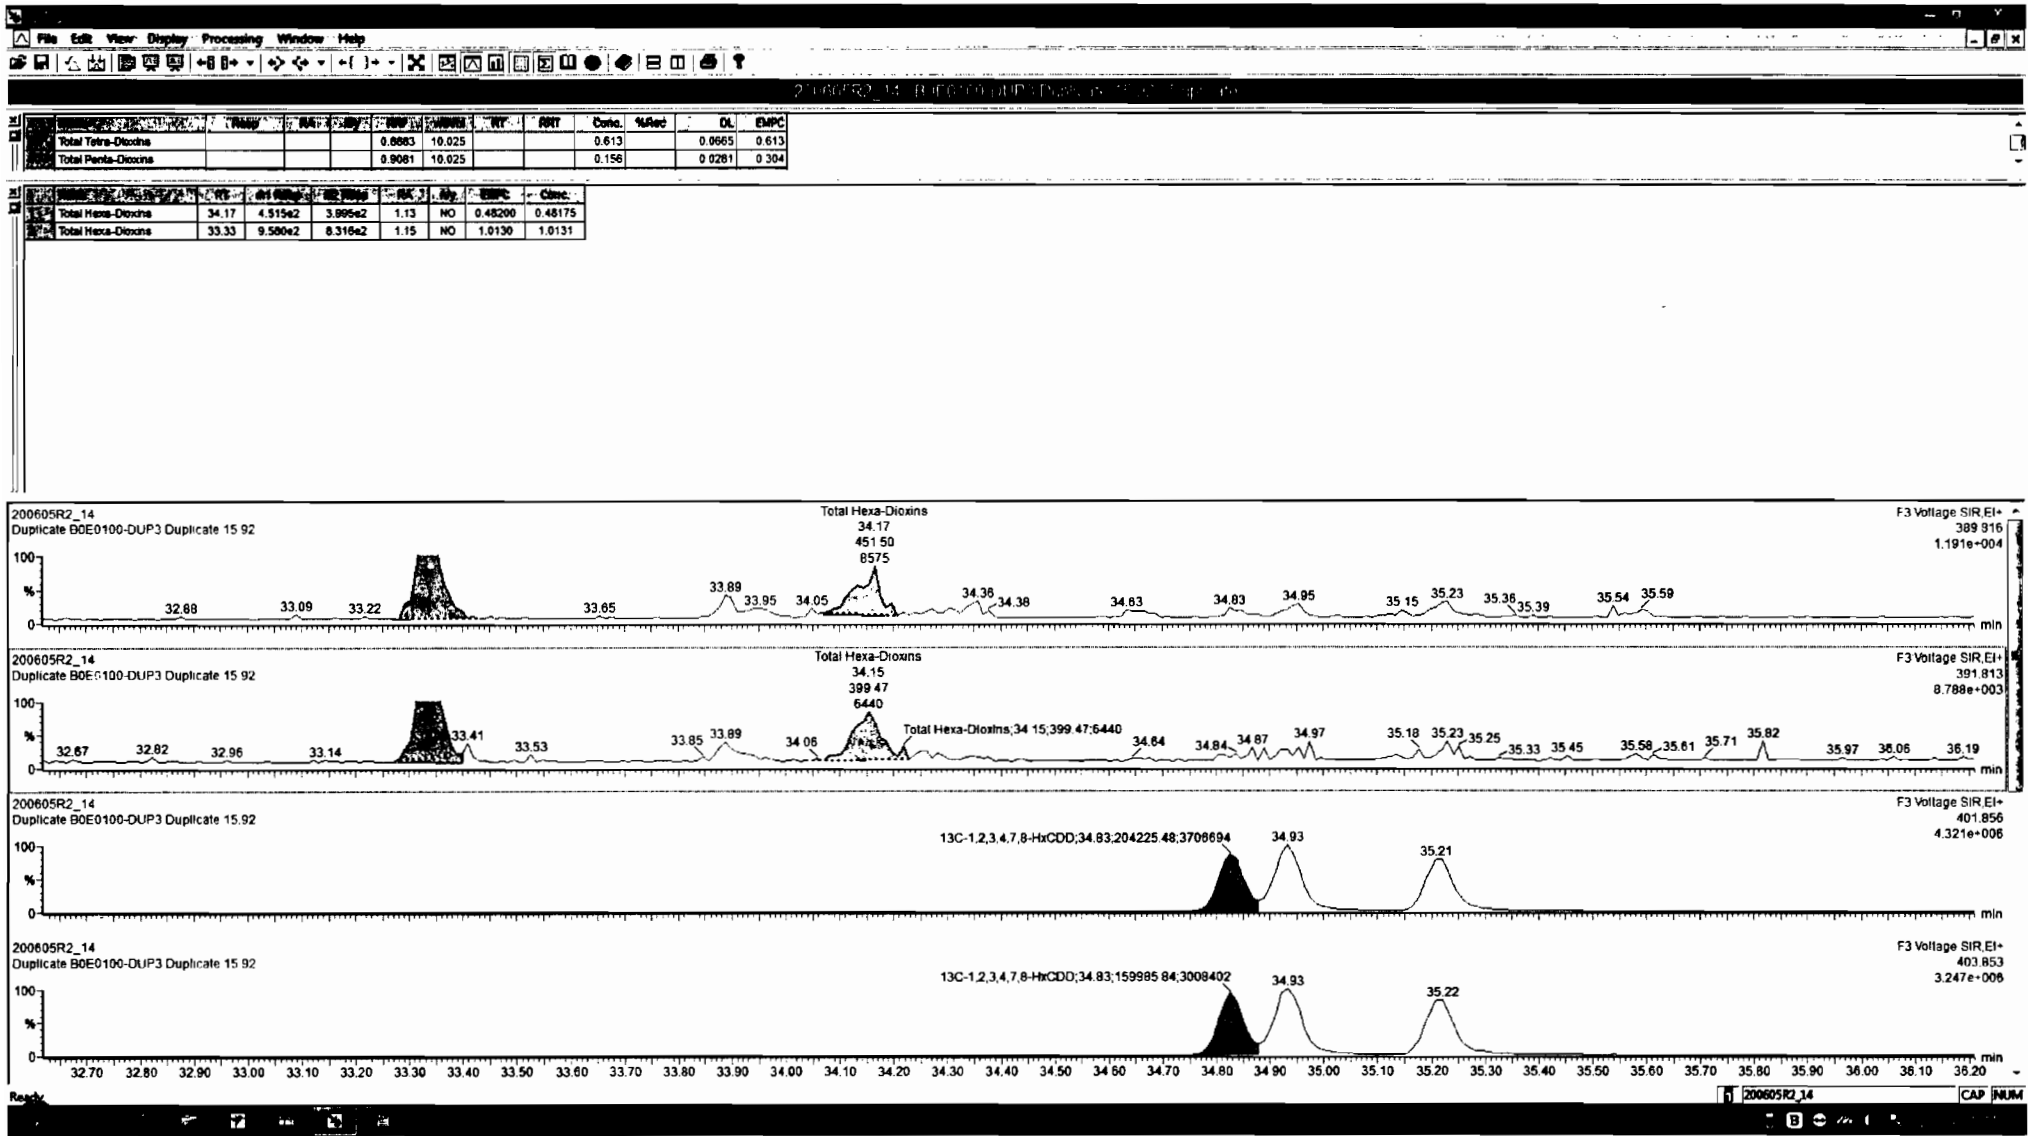 File Edit View Display Processing Window Help
Conc. %Rec DL EMPC
Total Tetra-Dioxins 0.8683 10.025 0.613 0.0665 0.613
Total Penta-Dioxins 0.9081 10.025 0.156 0.0281 0.304
EMPC Conc.
Total Hexa-Dioxins 34.17 4.515e2 3.995e2 1.13 NO 0.48200 0.48175
Total Hexa-Dioxins 33.33 9.580e2 8.316e2 1.15 NO 1.0130 1.0131
200605R2_14
Duplicate B0E0100-DUP3 Duplicate 15.92
Total Hexa-Dioxins
34.17
451.50
8575
F3:Voltage SIR,EI+
389.816
1.191e+004
100
%
0
32.88 33.09 33.22 33.65 33.89 33.95 34.05 34.36 34.38 34.63 34.83 34.95 35.15 35.23 35.36 35.39 35.54 35.59
min
200605R2_14
Duplicate B0E0100-DUP3 Duplicate 15.92
Total Hexa-Dioxins
34.15
399.47
6440
Total Hexa-Dioxins;34.15;399.47;6440
F3:Voltage SIR,EI+
391.813
8.788e+003
100
%
0
32.67 32.82 32.96 33.14 33.41 33.53 33.85 33.89 34.06 34.64 34.84 34.87 34.97 35.18 35.23 35.25 35.33 35.45 35.58 35.61 35.71 35.82 35.97 36.06 36.19
min
200605R2_14
Duplicate B0E0100-DUP3 Duplicate 15.92
13C-1,2,3,4,7,8-HxCDD;34.83;204225.48;3706694
34.93
35.21
F3:Voltage SIR,EI+
401.856
4.321e+006
100
%
0
min
200605R2_14
Duplicate B0E0100-DUP3 Duplicate 15.92
13C-1,2,3,4,7,8-HxCDD;34.83;159985.84;3008402
34.93
35.22
F3:Voltage SIR,EI+
403.853
3.247e+006
100
%
0
min
32.70 32.80 32.90 33.00 33.10 33.20 33.30 33.40 33.50 33.60 33.70 33.80 33.90 34.00 34.10 34.20 34.30 34.40 34.50 34.60 34.70 34.80 34.90 35.00 35.10 35.20 35.30 35.40 35.50 35.60 35.70 35.80 35.90 36.00 36.10 36.20
Ready
200605R2_14 CAP NUM